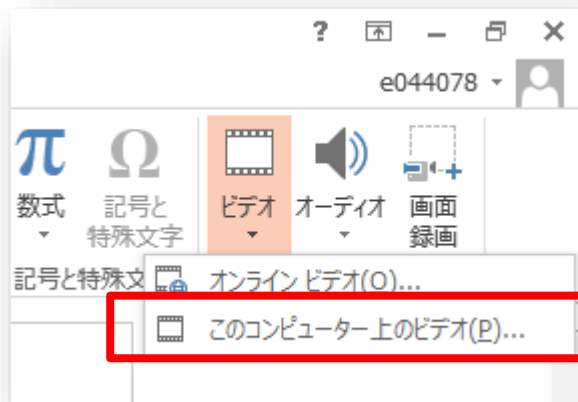 ?
e044078
π Ω
数式 記号と 特殊文字 ビデオ オーディオ 画面 録画
記号と特殊文
オンライン ビデオ(O)...
このコンピューター上のビデオ(P)...